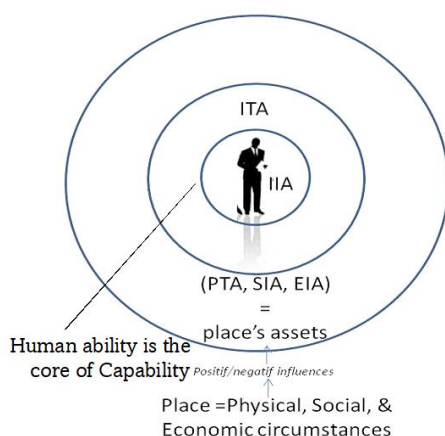 ITA
IIA
(PTA, SIA, EIA)
=
place's assets
Human ability is the
core of Capability
Positif/negatif influences
Place =Physical, Social, &
Economic circumstances